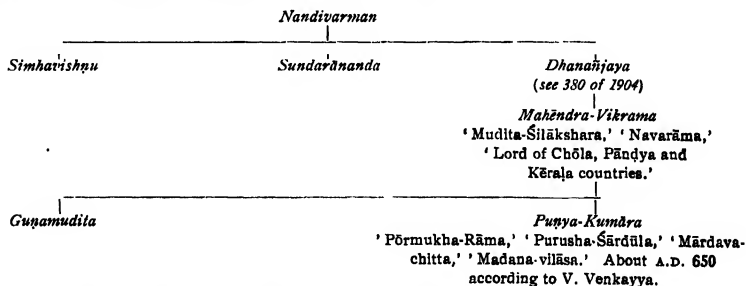 Nandivarman
Simhavishṇu Sundarānanda Dhanañjaya
(see 380 of 1904)
Mahēndra-Vikrama
‘ Mudita-Śilākshara,’ ‘ Navarāma,’
‘ Lord of Chōla, Pāṇḍya and
Kēraḷa countries.’
Guṇamudita Puṇya-Kumāra
‘ Pōrmukha-Rāma,’ ‘ Purusha-Śārdūla,’ ‘ Mārdava-
chitta,’ ‘ Madana-vilāsa.’ About A.D. 650
according to V. Venkayya.